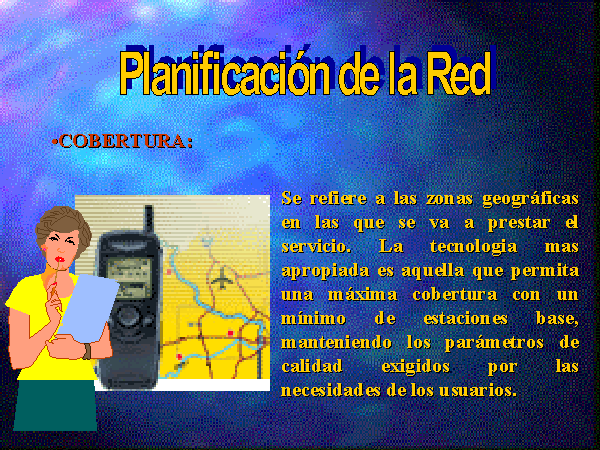 Planificación de la Red
•COBERTURA:
Se refiere a las zonas geográficas
en las que se va a prestar el
servicio. La tecnologia mas
apropiada es aquella que permita
una máxima cobertura con un
mínimo de estaciones base,
manteniendo los parámetros de
calidad exigidos por las
necesidades de los usuarios.